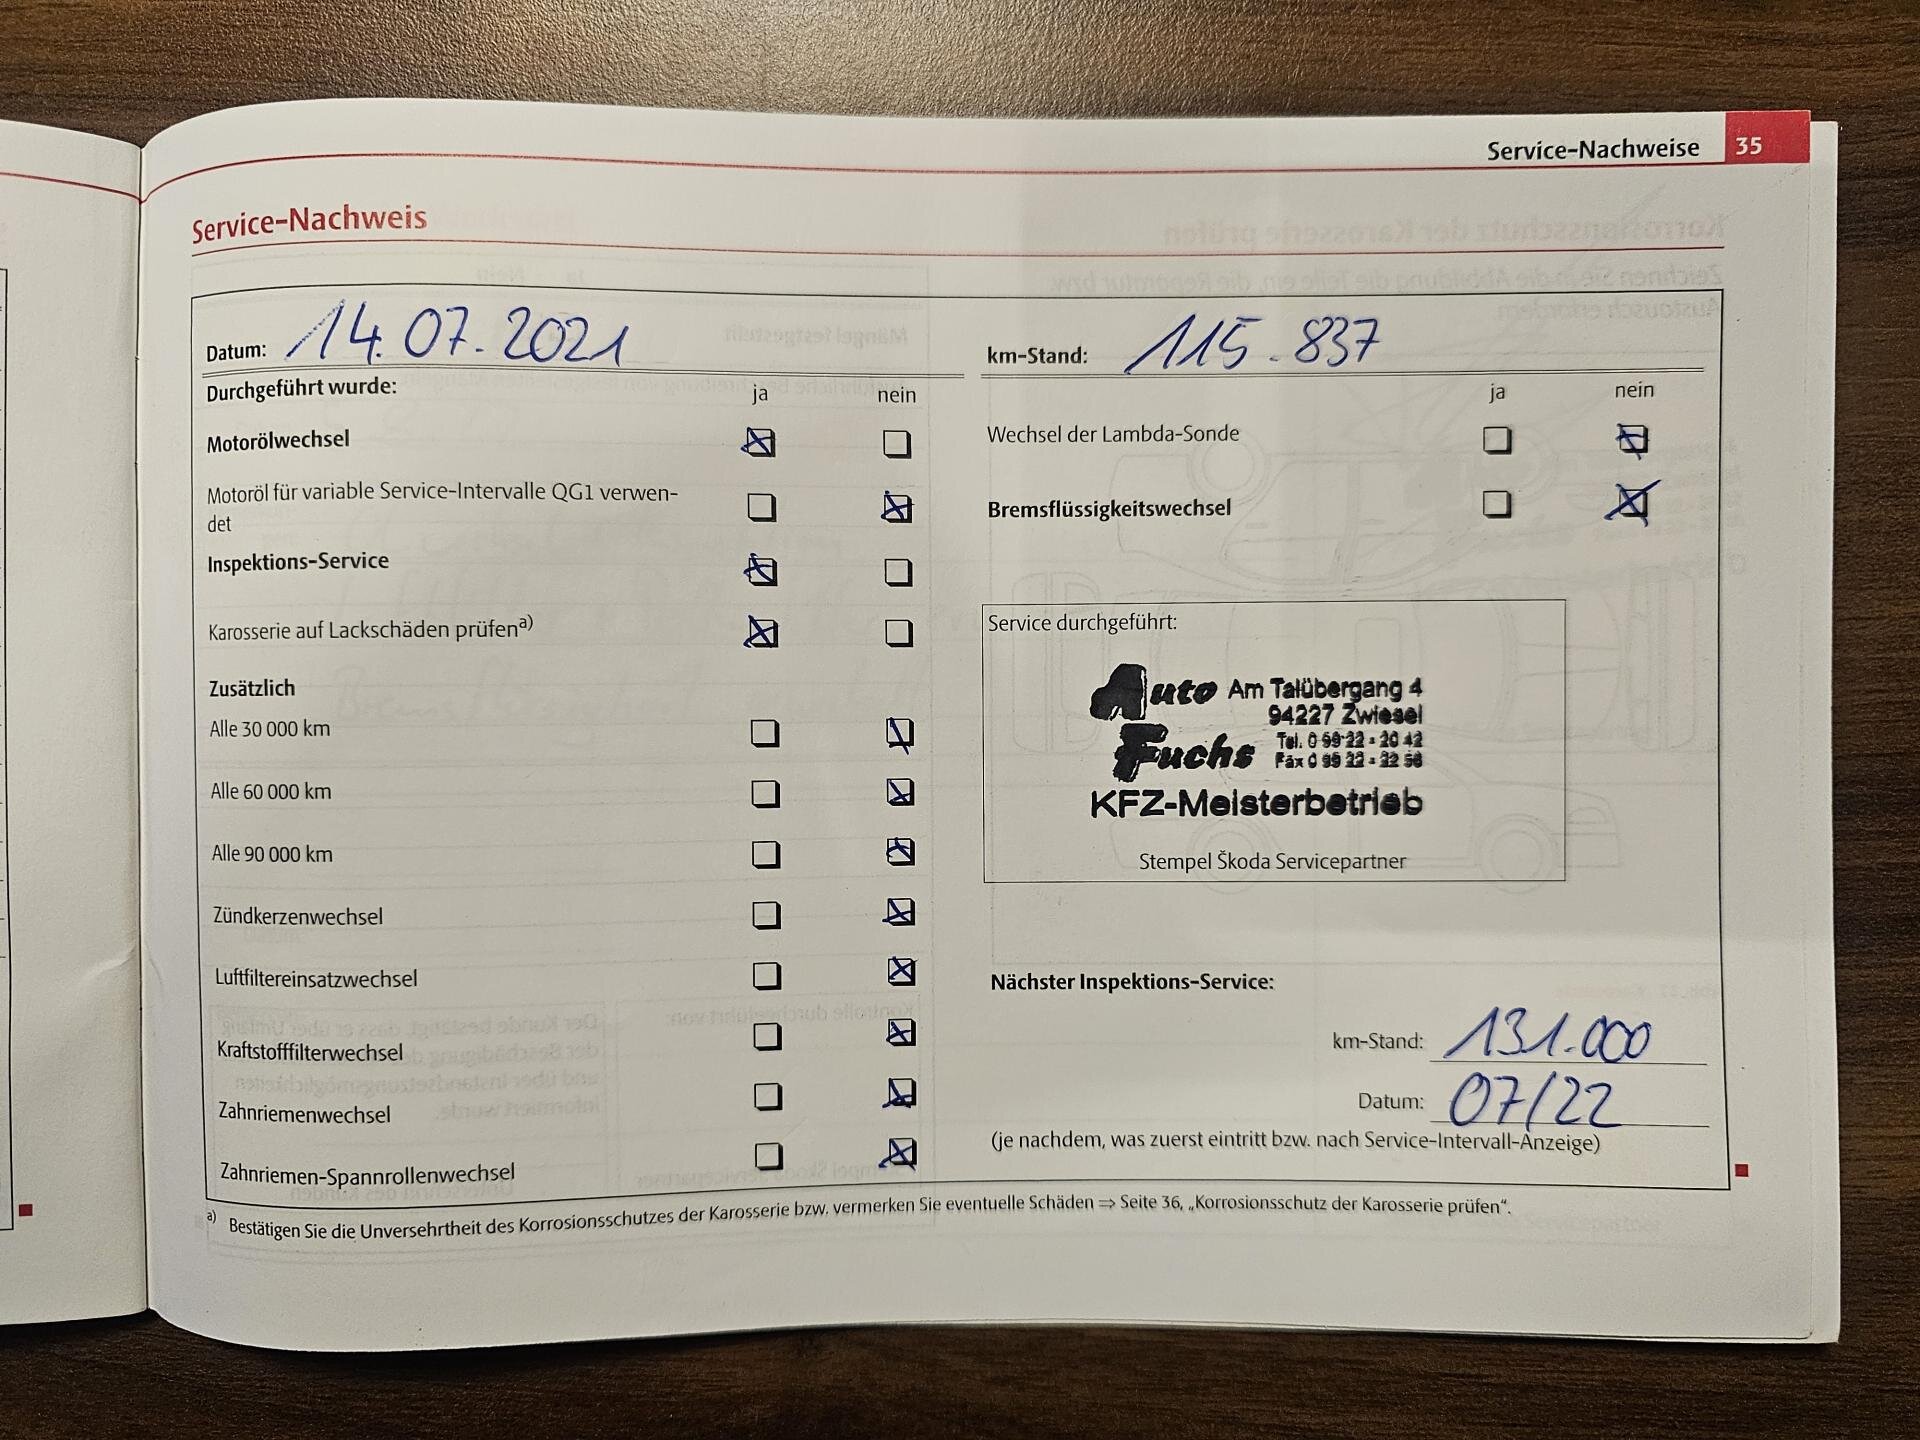 Service-Nachweise 35
Service-Nachweis
Datum: 14.07.2021
km-Stand: 115.837
Durchgeführt wurde: ja nein
Motorölwechsel
Motoröl für variable Service-Intervalle QG1 verwen-
det
Inspektions-Service
Karosserie auf Lackschäden prüfen a)
Zusätzlich
Alle 30 000 km
Alle 60 000 km
Alle 90 000 km
Zündkerzenwechsel
Luftfiltereinsatzwechsel
Kraftstofffilterwechsel
Zahnriemenwechsel
Zahnriemen-Spannrollenwechsel
ja nein
Wechsel der Lambda-Sonde
Bremsflüssigkeitswechsel
Service durchgeführt:
Auto Am Talübergang 4
94227 Zwiesel
Fuchs Tel. 0 99 22 - 20 42
Fax 0 99 22 -
KFZ-Meisterbetrieb
Stempel Škoda Servicepartner
Nächster Inspektions-Service:
km-Stand: 131.000
Datum: 07/22
(je nachdem, was zuerst eintritt bzw. nach Service-Intervall-Anzeige)
a) Bestätigen Sie die Unversehrtheit des Korrosionsschutzes der Karosserie bzw. vermerken Sie eventuelle Schäden ⇒ Seite 36, „Korrosionsschutz der Karosserie prüfen“.